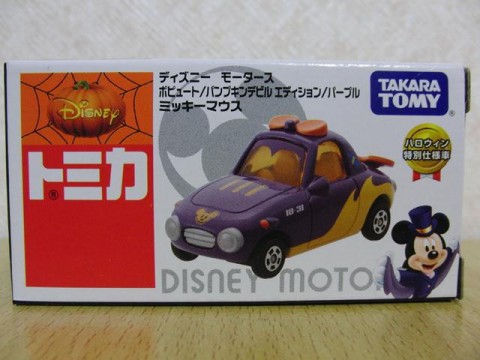 Disney
トミカ
®
ディズニー モータース
ポピュート/パンプキンデビル エディション/パープル
ミッキーマウス
TAKARA
TOMY
ハロウィン
特別仕様車
10-31
DISNEY MOTO